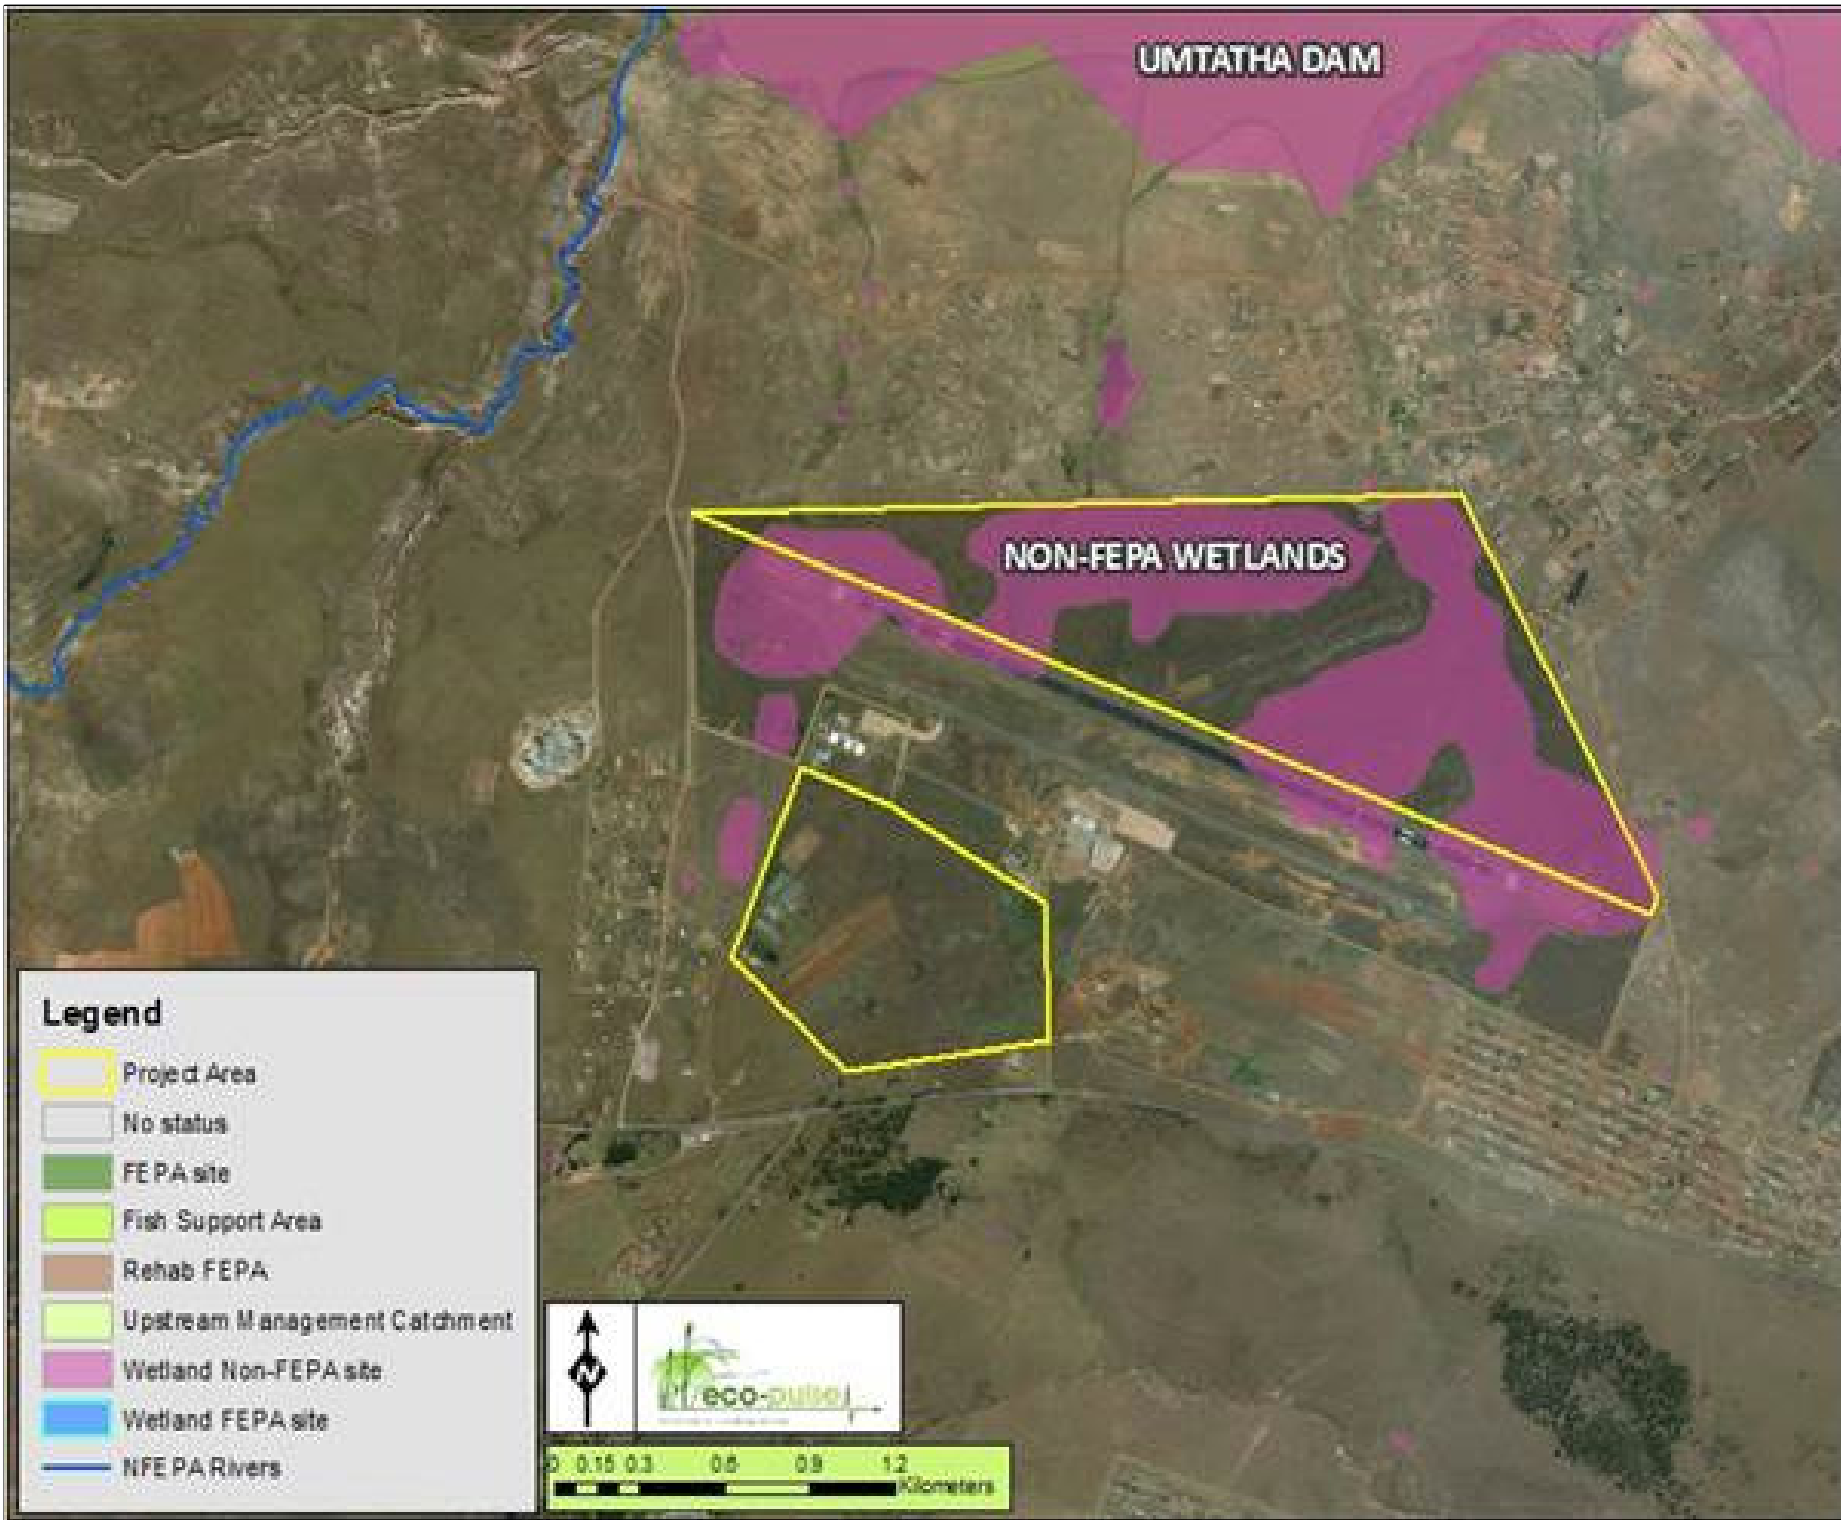 UMTATHA DAM
NON-FEPA WETLANDS
Legend
Project Area
No status
FEPA site
Fish Support Area
Rehab FEPA
Upstream Management Catchment
Wetland Non-FEPA site
Wetland FEPA site
NFEPA Rivers
N
eco-pulse
0 0.15 0.3 0.6 0.9 1.2
Kilometers